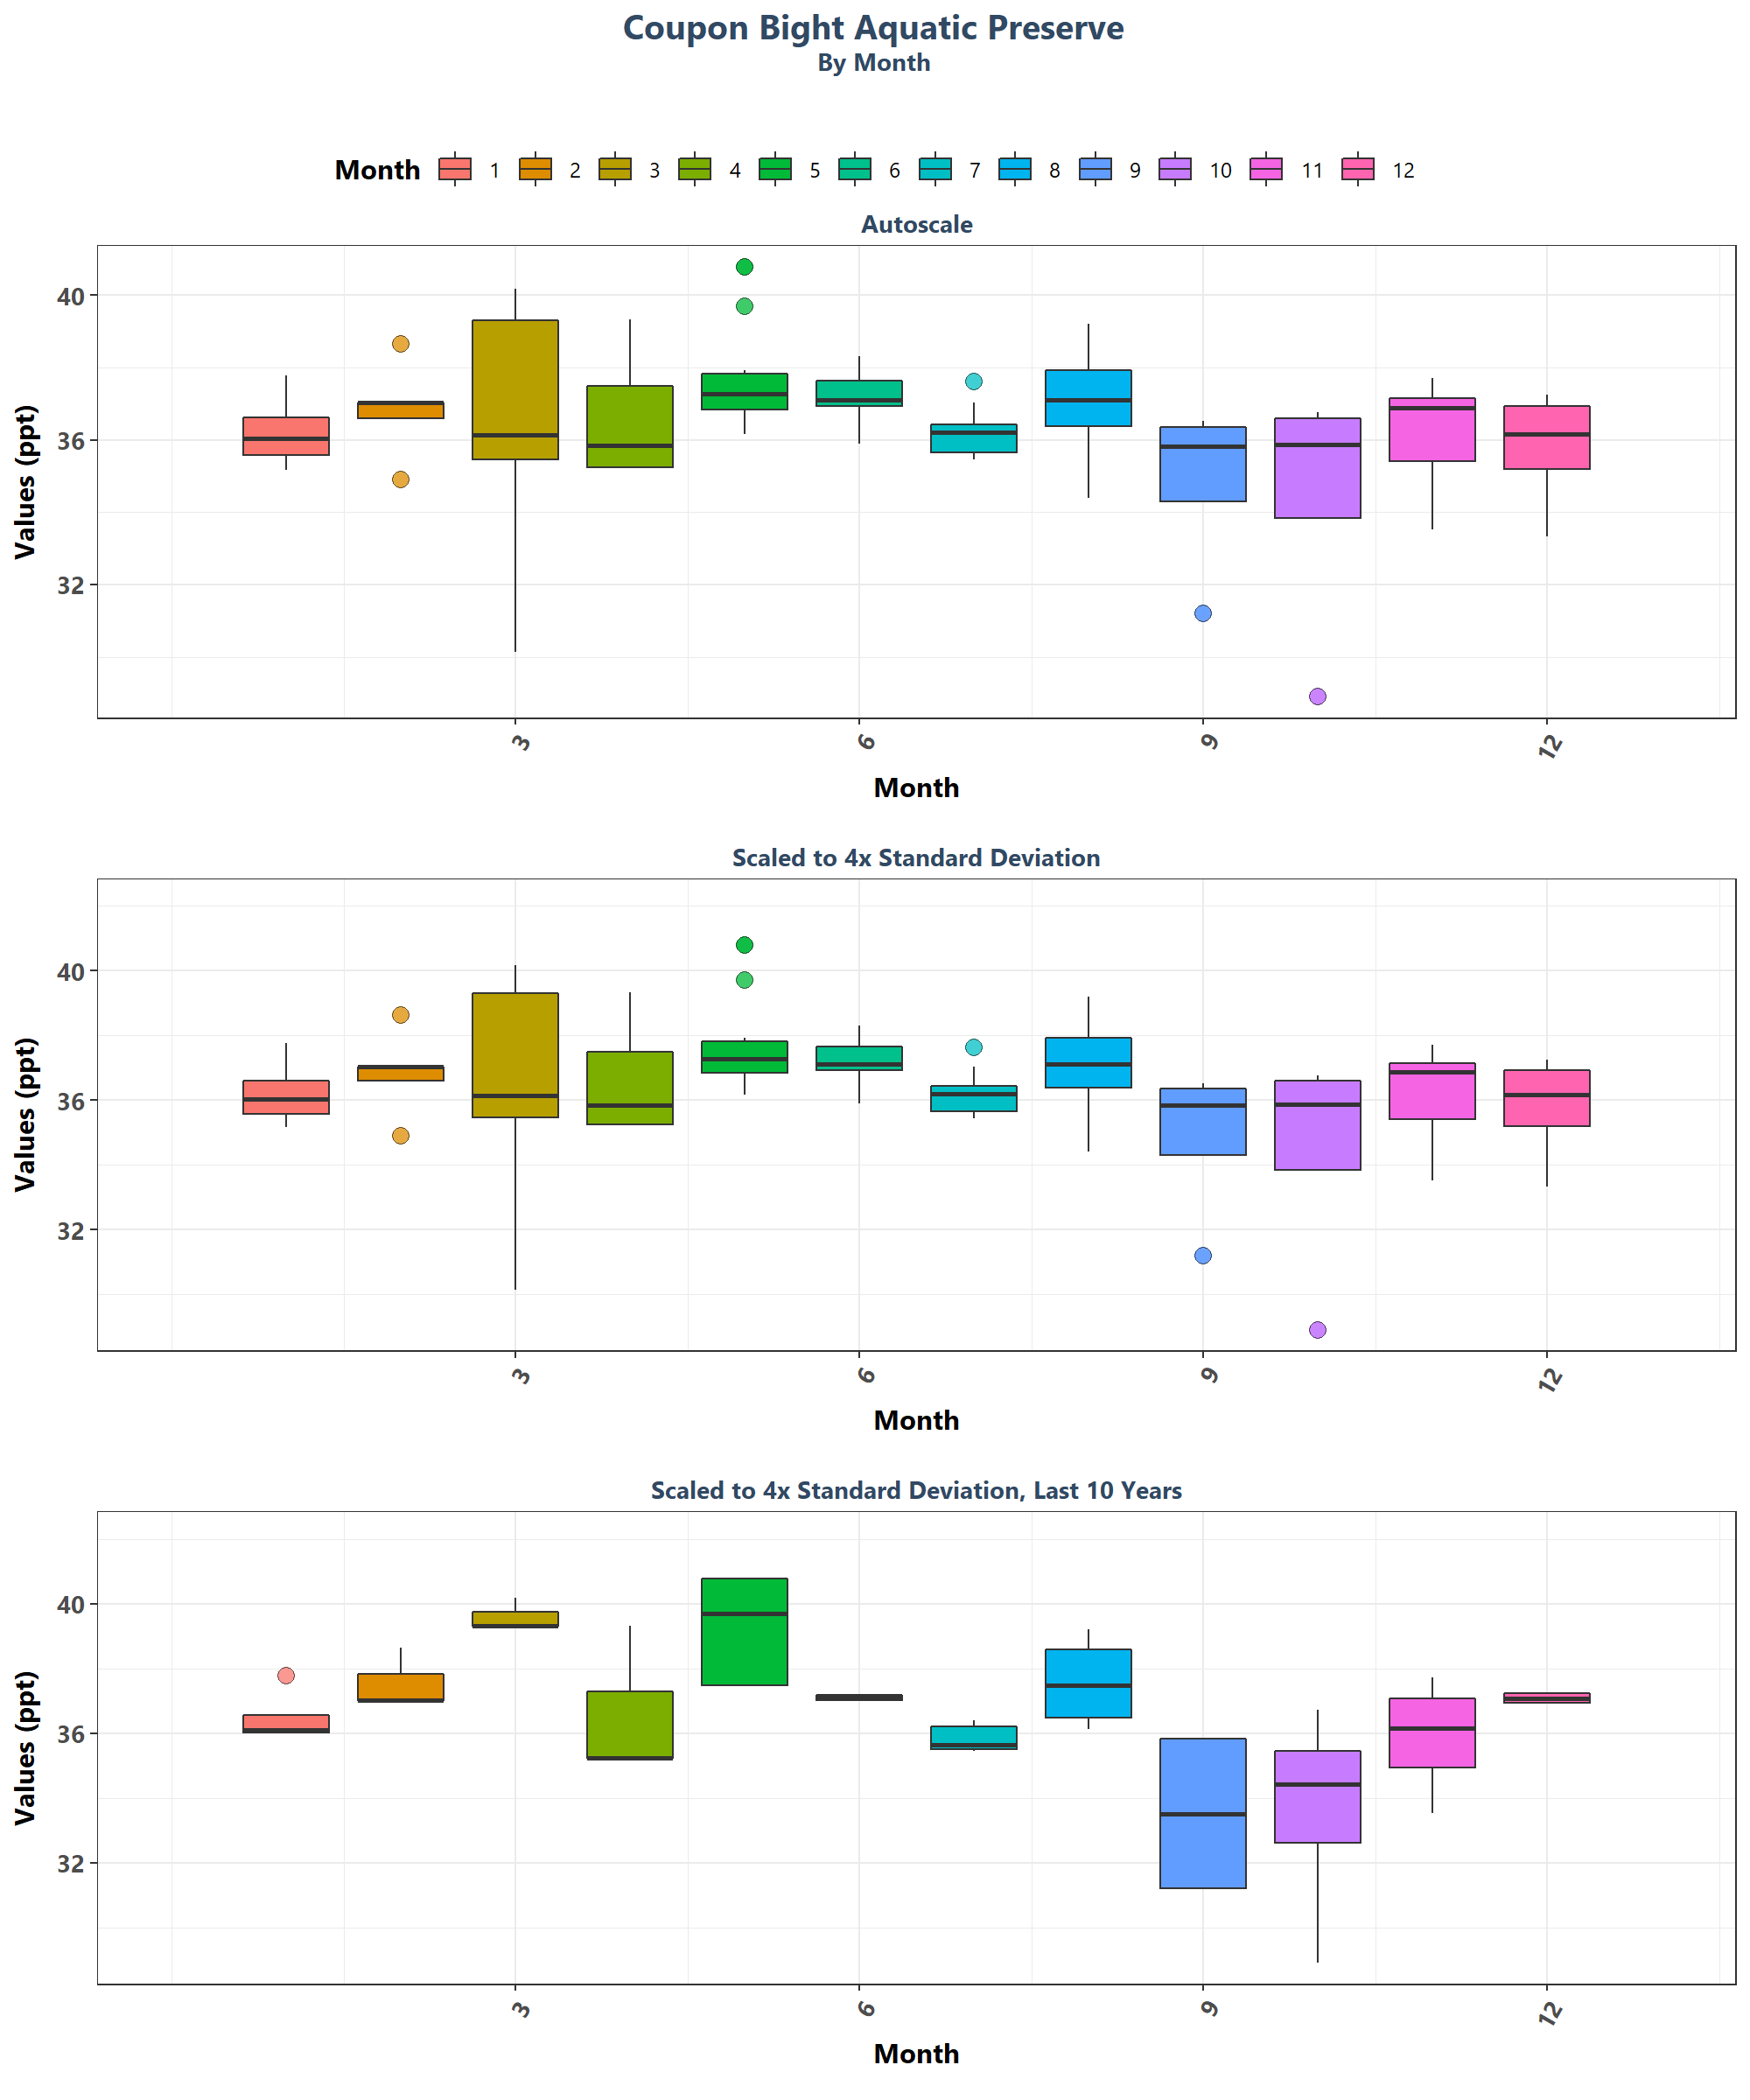 Coupon Bight Aquatic Preserve
By Month
Month 1 2 3 4 5 6 7 8 9 10 11 12
Autoscale
Values (ppt)
40
36
32
3 6 9 12
Month
Scaled to 4x Standard Deviation
Values (ppt)
40
36
32
3 6 9 12
Month
Scaled to 4x Standard Deviation, Last 10 Years
Values (ppt)
40
36
32
3 6 9 12
Month